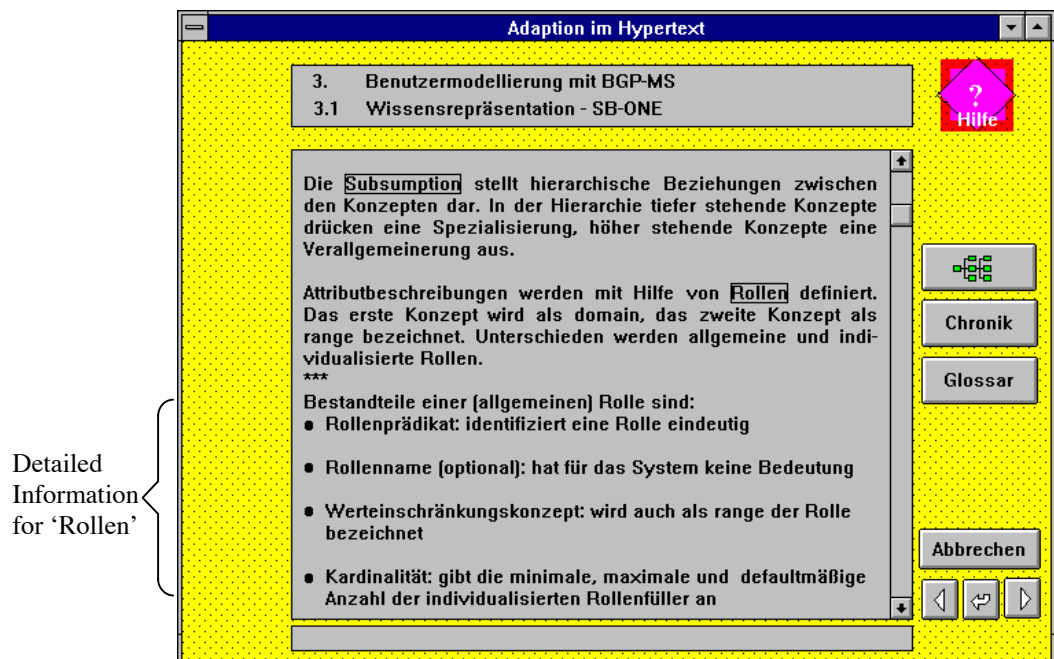 Adaption im Hypertext
3. Benutzermodellierung mit BGP-MS
3.1 Wissensrepräsentation - SB-ONE
?
Hilfe
Die Subsumption stellt hierarchische Beziehungen zwischen
den Konzepten dar. In der Hierarchie tiefer stehende Konzepte
drücken eine Spezialisierung, höher stehende Konzepte eine
Verallgemeinerung aus.
Attributbeschreibungen werden mit Hilfe von Rollen definiert.
Das erste Konzept wird als domain, das zweite Konzept als
range bezeichnet. Unterschieden werden allgemeine und indi-
vidualisierte Rollen.
***
Bestandteile einer (allgemeinen) Rolle sind:
• Rollenprädikat: identifiziert eine Rolle eindeutig
• Rollenname (optional): hat für das System keine Bedeutung
• Werteinschränkungskonzept: wird auch als range der Rolle
bezeichnet
• Kardinalität: gibt die minimale, maximale und defaultmäßige
Anzahl der individualisierten Rollenfüller an
Chronik
Glossar
Abbrechen
Detailed
Information
for ‘Rollen’